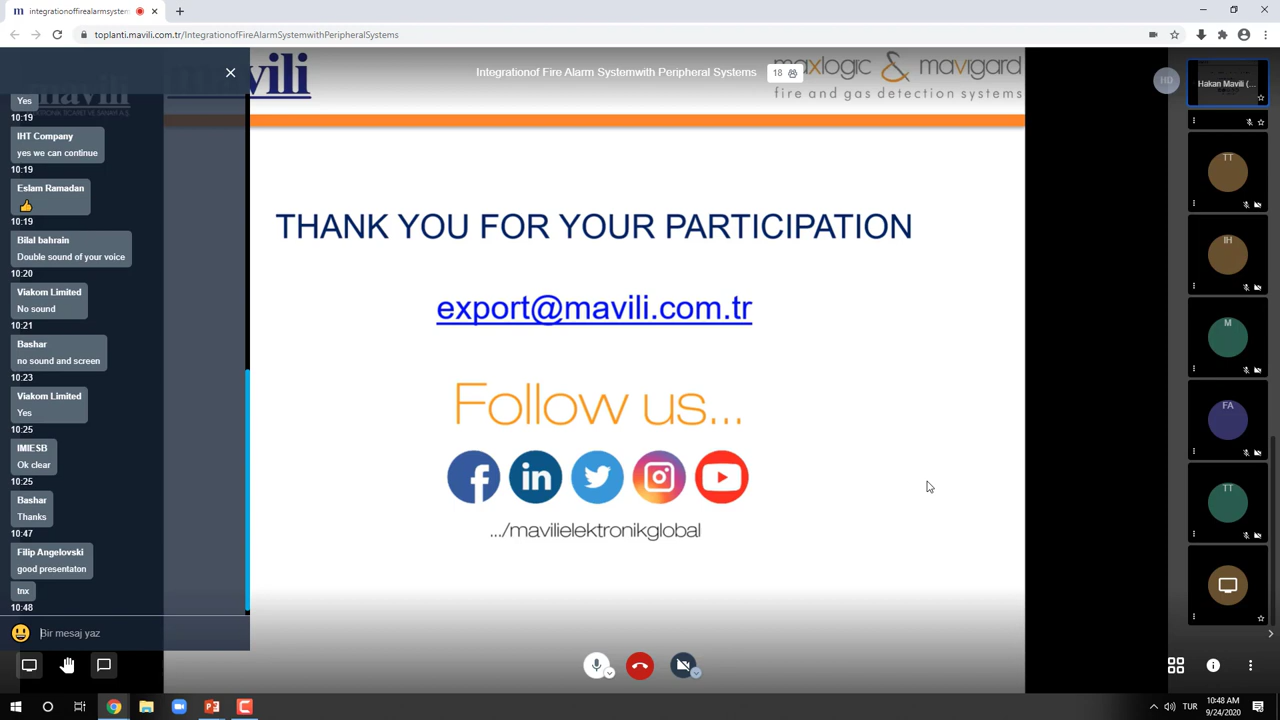 integrationoffirealarmsystem
toplanti.mavili.com.tr/IntegrationofFireAlarmSystemwithPeripheralSystems
Integrationof Fire Alarm Systemwith Peripheral Systems
18
maxlogic & mavigard
fire and gas detection systems
HD
Hakan Mavili (...
Yes
10:19
IHT Company
yes we can continue
10:19
Eslam Ramadan
👍
10:19
Bilal bahrain
Double sound of your voice
10:20
Viakom Limited
No sound
10:21
Bashar
no sound and screen
10:23
Viakom Limited
Yes
10:25
IMIESB
Ok clear
10:25
Bashar
Thanks
10:47
Filip Angelovski
good presentaton
tnx
10:48
Bir mesaj yaz
THANK YOU FOR YOUR PARTICIPATION
export@mavili.com.tr
Follow us...
.../mavilielektronikglobal
TT
IH
M
FA
TT
TUR
10:48 AM
9/24/2020